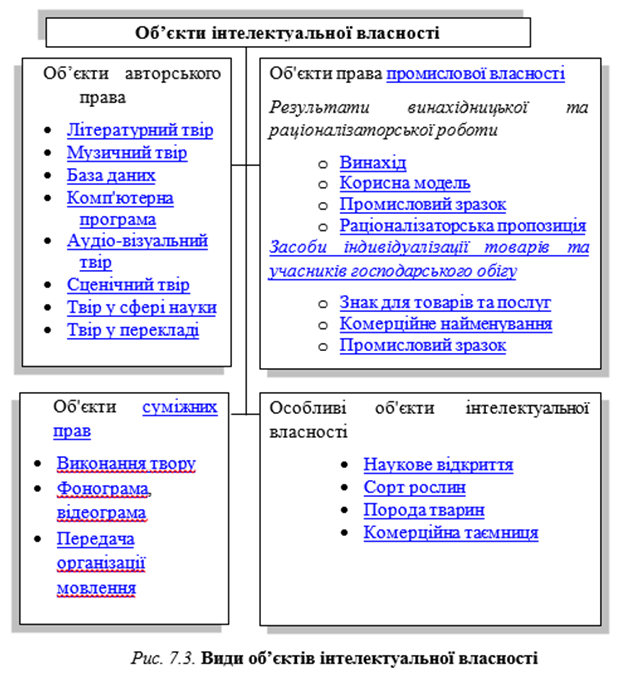 Об’єкти інтелектуальної власності
Об’єкти авторського
права
• Літературний твір
• Музичний твір
• База даних
• Комп'ютерна
програма
• Аудіо-візуальний
твір
• Сценічний твір
• Твір у сфері науки
• Твір у перекладі
Об'єкти права промислової власності
Результати винахідницької та
раціоналізаторської роботи
o Винахід
o Корисна модель
o Промисловий зразок
o Раціоналізаторська пропозиція
Засоби індивідуалізації товарів та
учасників господарського обігу
o Знак для товарів та послуг
o Комерційне найменування
o Промисловий зразок
Об'єкти суміжних
прав
• Виконання твору
• Фонограма,
відеограма
• Передача
організації
мовлення
Особливі об'єкти інтелектуальної
власності
• Наукове відкриття
• Сорт рослин
• Порода тварин
• Комерційна таємниця
Рис. 7.3. Види об’єктів інтелектуальної власності